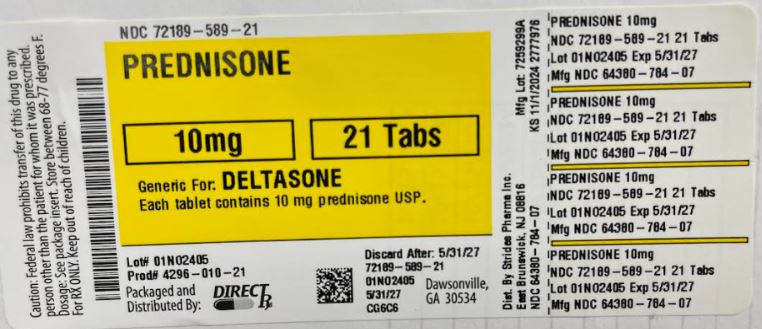 Caution: Federal law prohibits transfer of this drug to any
person other than the patient for whom it was prescribed.
Dosage: See package insert. Store between 68-77 degrees F.
For RX ONLY. Keep out of reach of children.
NDC 72189-589-21
PREDNISONE
10mg
21 Tabs
Generic For: DELTASONE
Each tablet contains 10 mg prednisone USP.
Lot# 01NO2405
Prod# 4296-010-21
Packaged and
Distributed By:
DIRECT Rx
Discard After: 5/31/27
72189-589-21
01NO2405
5/31/27
CG6C6
Dawsonville,
GA 30534
Mfg Lot: 7259299A
KS 11/1/2024 2777976
Dist. By Strides Pharma Inc.
East Brunswick, NJ 08816
NDC 64380-784-07
PREDNISONE 10mg
NDC 72189-589-21 21 Tabs
Lot 01NO2405 Exp 5/31/27
Mfg NDC 64380-784-07
PREDNISONE 10mg
NDC 72189-589-21 21 Tabs
Lot 01NO2405 Exp 5/31/27
Mfg NDC 64380-784-07
PREDNISONE 10mg
NDC 72189-589-21 21 Tabs
Lot 01NO2405 Exp 5/31/27
Mfg NDC 64380-784-07
PREDNISONE 10mg
NDC 72189-589-21 21 Tabs
Lot 01NO2405 Exp 5/31/27
Mfg NDC 64380-784-07